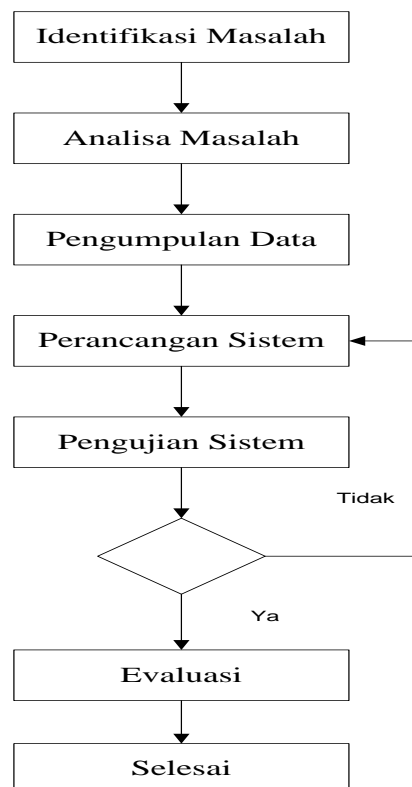 Identifikasi Masalah
Analisa Masalah
Pengumpulan Data
Perancangan Sistem
Pengujian Sistem
Tidak
Ya
Evaluasi
Selesai